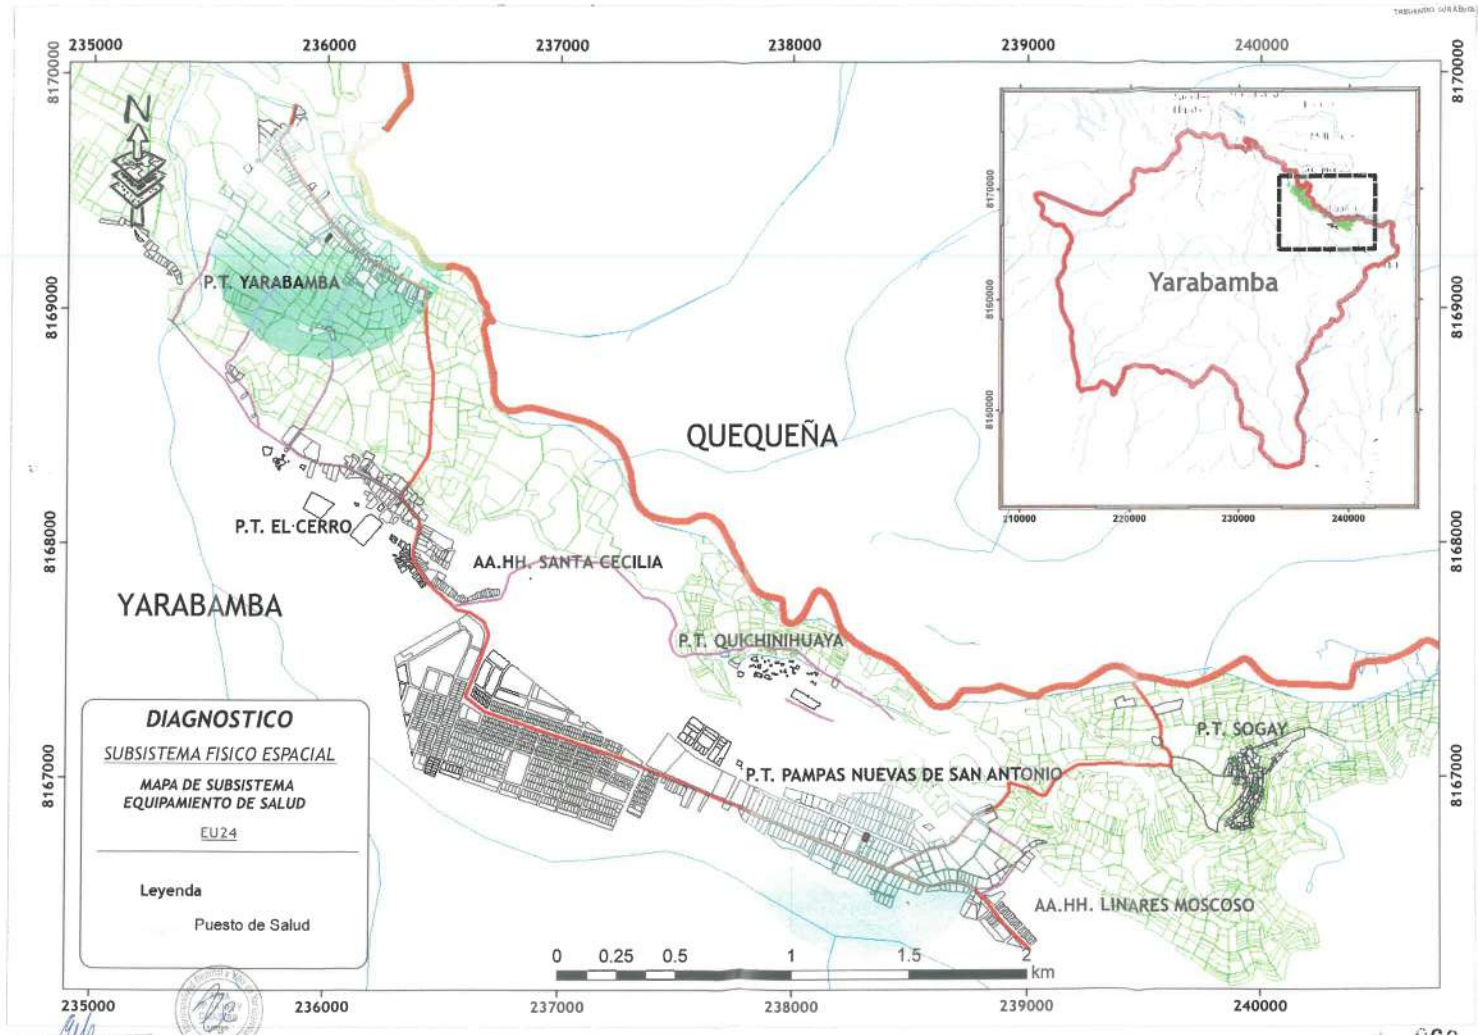 235000
236000
237000
238000
239000
240000
8170000
8170000
N
8170000
Yarabamba
8160000
8150000
210000
220000
230000
240000
P.T. YARABAMBA
8169000
8169000
QUEQUEÑA
P.T. EL CERRO
8168000
8168000
AA.HH. SANTA CECILIA
YARABAMBA
P.T. QUICHINIHUAYA
P.T. SOGAY
8167000
8167000
P.T. PAMPAS NUEVAS DE SAN ANTONIO
AA.HH. LINARES MOSCOSO
DIAGNOSTICO
SUBSISTEMA FISICO ESPACIAL
MAPA DE SUBSISTEMA
EQUIPAMIENTO DE SALUD
EU24
Leyenda
Puesto de Salud
0 0.25 0.5 1 1.5 2
km
235000
236000
237000
238000
239000
240000